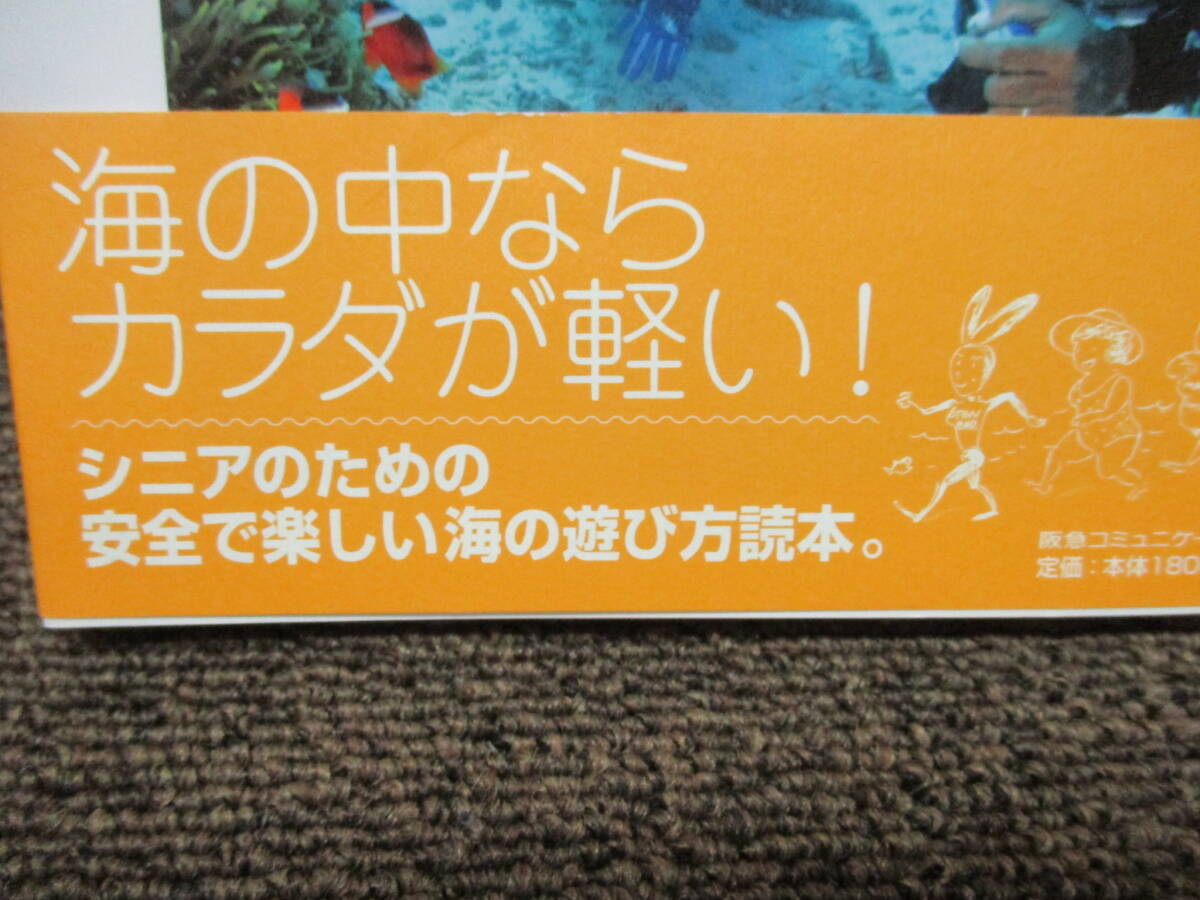 海の中なら
カラダが軽い！
シニアのための
安全で楽しい海の遊び方読本。
阪急コミュニケー
定価：本体180